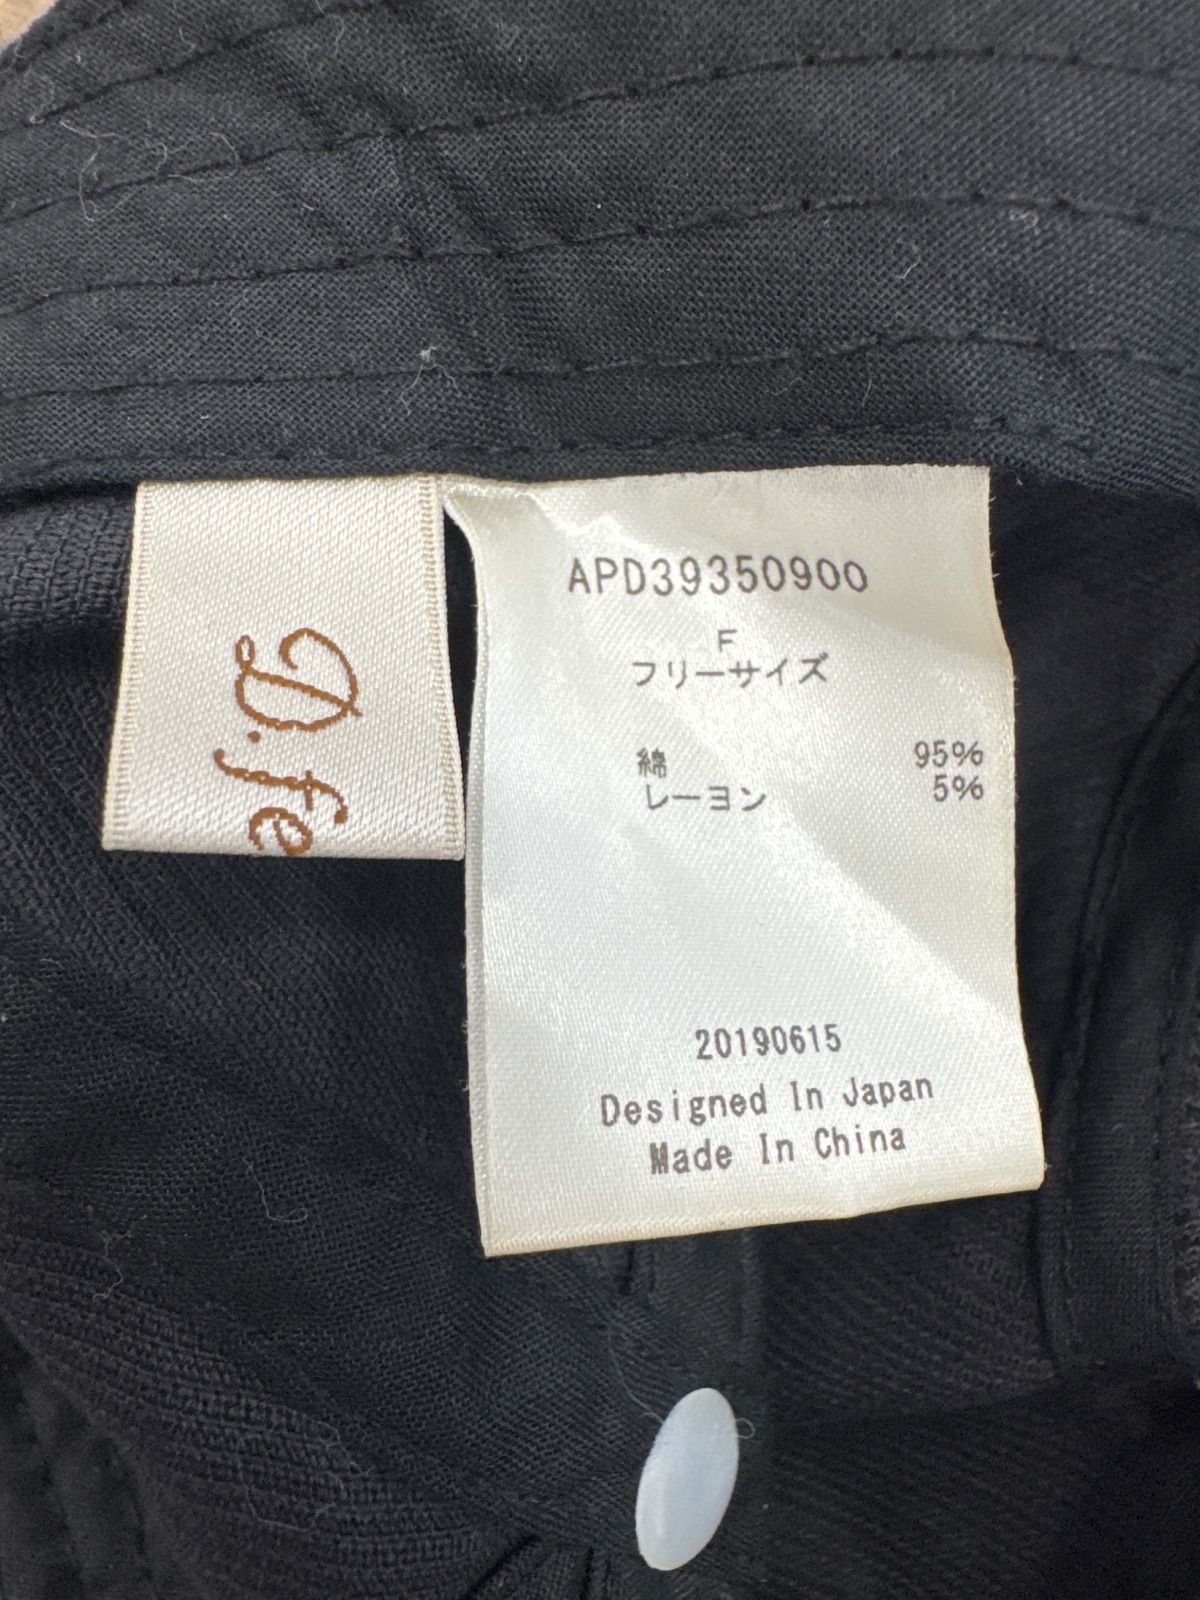 D.fe
APD39350900
F
フリーサイズ
綿 95%
レーヨン 5%
20190615
Designed In Japan
Made In China